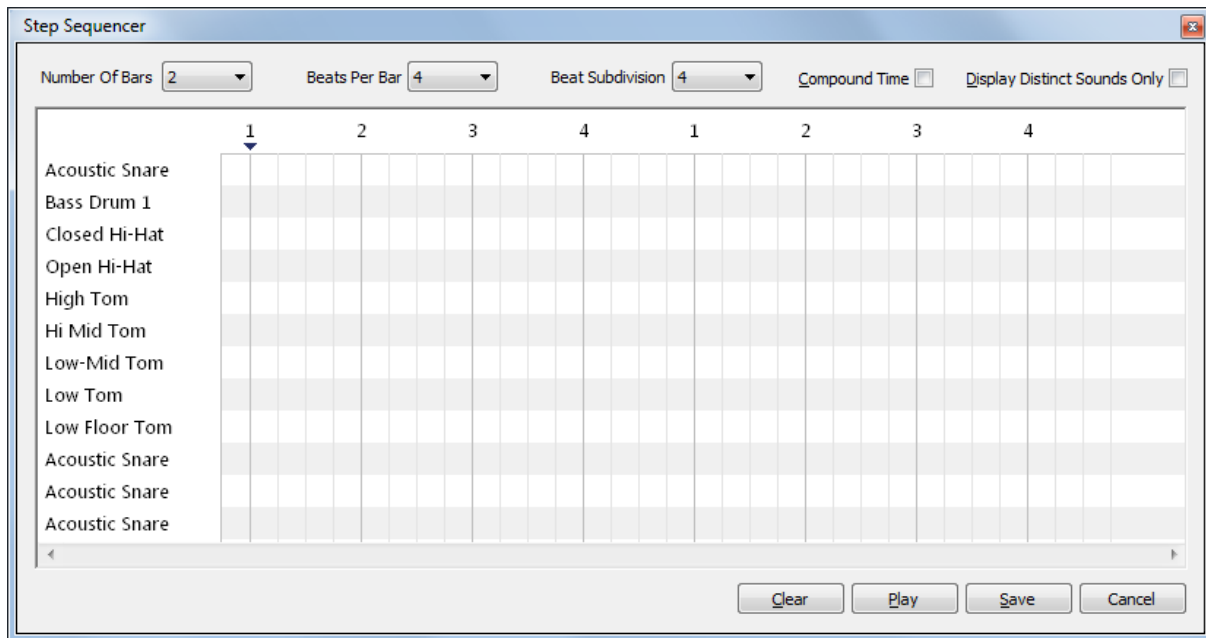 Step Sequencer
Number Of Bars 2 Beats Per Bar 4 Beat Subdivision 4 Compound Time Display Distinct Sounds Only
1 2 3 4 1 2 3 4
Acoustic Snare
Bass Drum 1
Closed Hi-Hat
Open Hi-Hat
High Tom
Hi Mid Tom
Low-Mid Tom
Low Tom
Low Floor Tom
Acoustic Snare
Acoustic Snare
Acoustic Snare
Clear Play Save Cancel